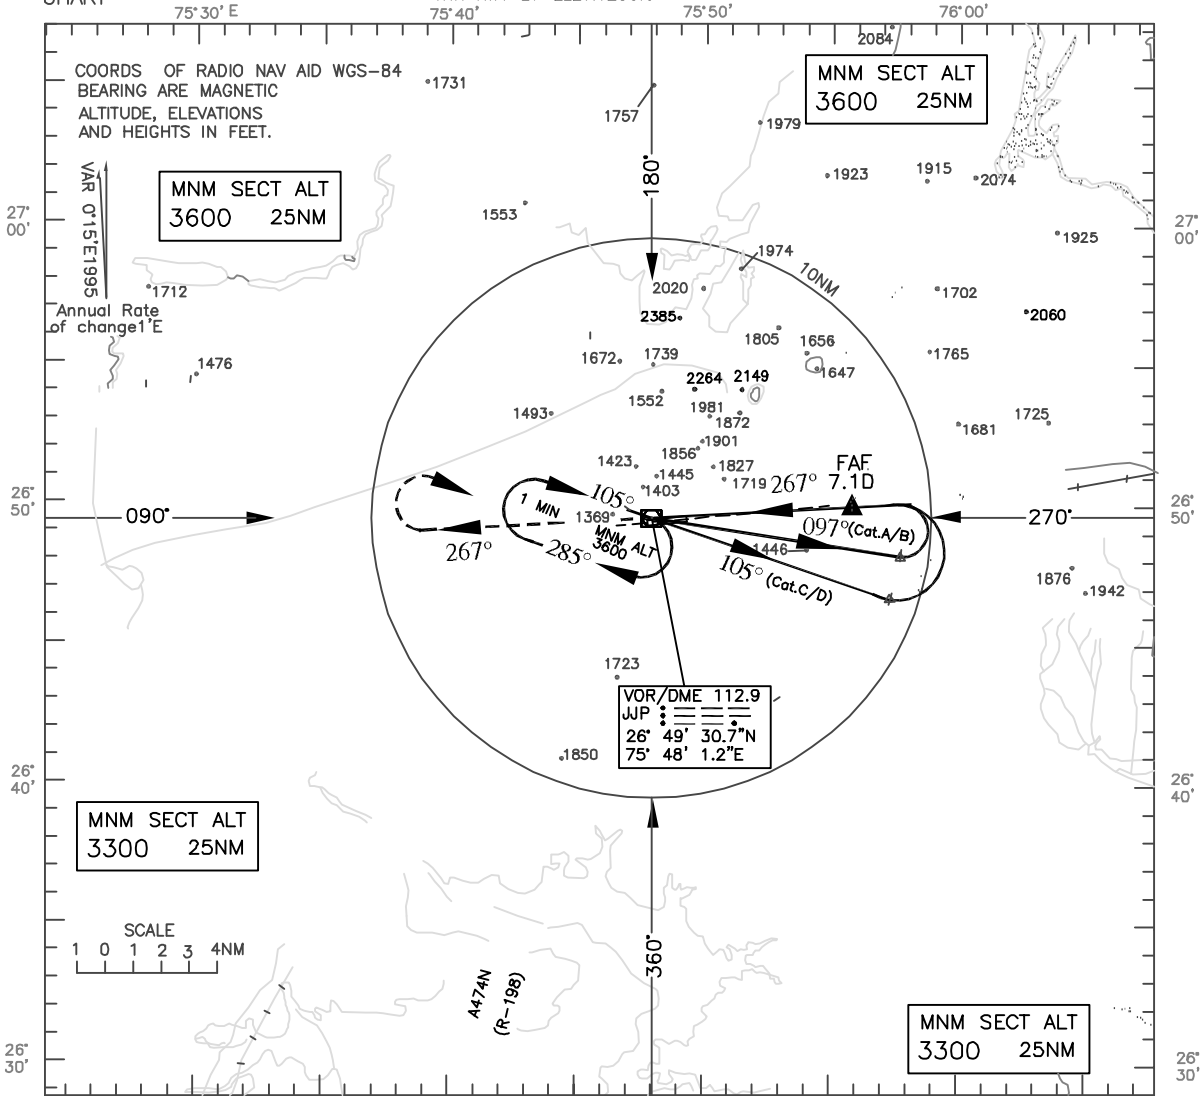 75°30' E
75°40'
75°50'
76°00'
2084
COORDS OF RADIO NAV AID WGS-84
BEARING ARE MAGNETIC
ALTITUDE, ELEVATIONS
AND HEIGHTS IN FEET.
1731
1757
1979
MNM SECT ALT
3600 25NM
VAR 0°15'E1995
Annual Rate
of change1'E
MNM SECT ALT
3600 25NM
180°
1923
1915
2074
1553
27°
00'
27°
00'
1925
1974
10NM
1712
2020
1702
2385
2060
1805
1656
1476
1672
1739
1765
1647
2264
2149
1552
1493
1981
1872
1725
1681
1901
1856
1423
1827
1445
1719
1403
FAF
7.1D
267°
26°
50'
26°
50'
090°
270°
105°
1 MIN
1369
MNM ALT
3600
267°
285°
097°(Cat.A/B)
1446
105°(Cat.C/D)
1876
1942
1723
VOR/DME 112.9
JJP
26° 49' 30.7"N
75° 48' 1.2"E
1850
26°
40'
26°
40'
MNM SECT ALT
3300 25NM
SCALE
1 0 1 2 3 4NM
360°
A474N
(R-198)
MNM SECT ALT
3300 25NM
26°
30'
26°
30'